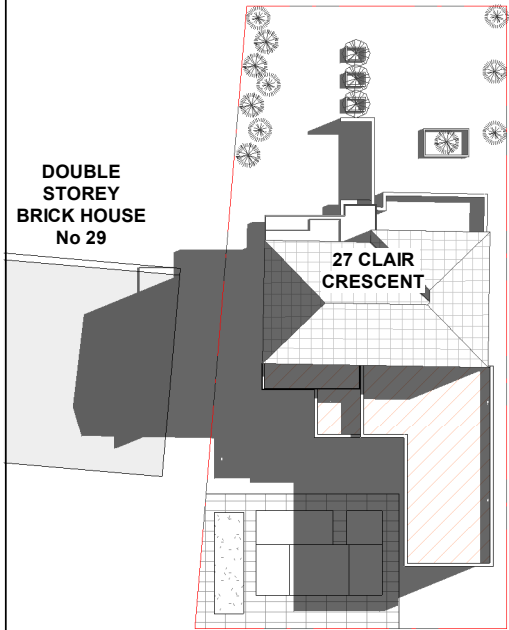 DOUBLE
STOREY
BRICK HOUSE
No 29
27 CLAIR
CRESCENT